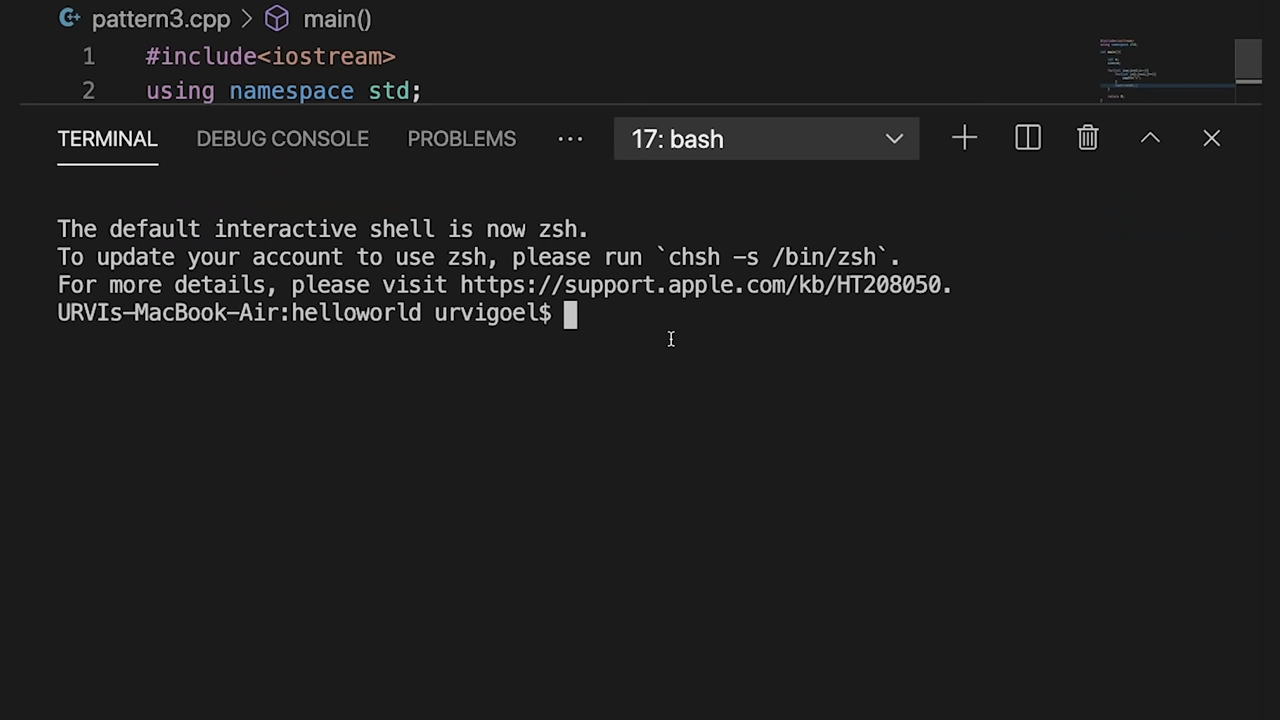 pattern3.cpp > main()
1 #include<iostream>
2 using namespace std;
TERMINAL DEBUG CONSOLE PROBLEMS ··· 17: bash
The default interactive shell is now zsh.
To update your account to use zsh, please run `chsh -s /bin/zsh`.
For more details, please visit https://support.apple.com/kb/HT208050.
URVIs-MacBook-Air:helloworld urvigoel$